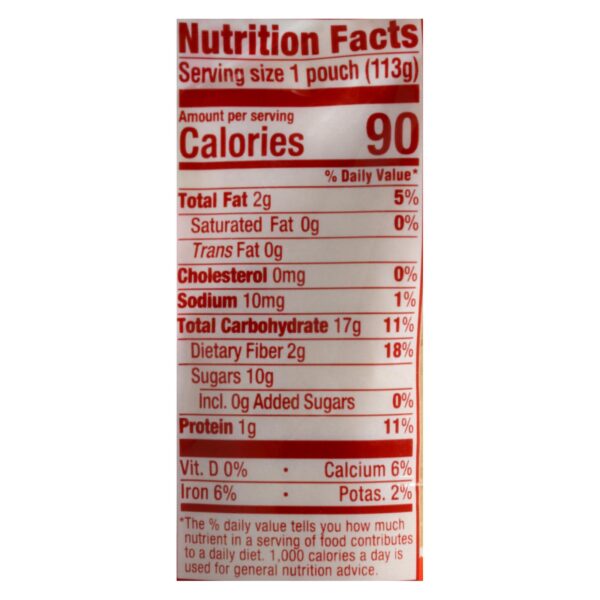 Nutrition Facts
Serving size 1 pouch (113g)
Amount per serving
Calories 90
% Daily Value*
Total Fat 2g 5%
Saturated Fat 0g 0%
Trans Fat 0g
Cholesterol 0mg 0%
Sodium 10mg 1%
Total Carbohydrate 17g 11%
Dietary Fiber 2g 18%
Sugars 10g
Incl. 0g Added Sugars 0%
Protein 1g 11%
Vit. D 0% • Calcium 6%
Iron 6% • Potas. 2%
*The % daily value tells you how much
nutrient in a serving of food contributes
to a daily diet. 1,000 calories a day is
used for general nutrition advice.